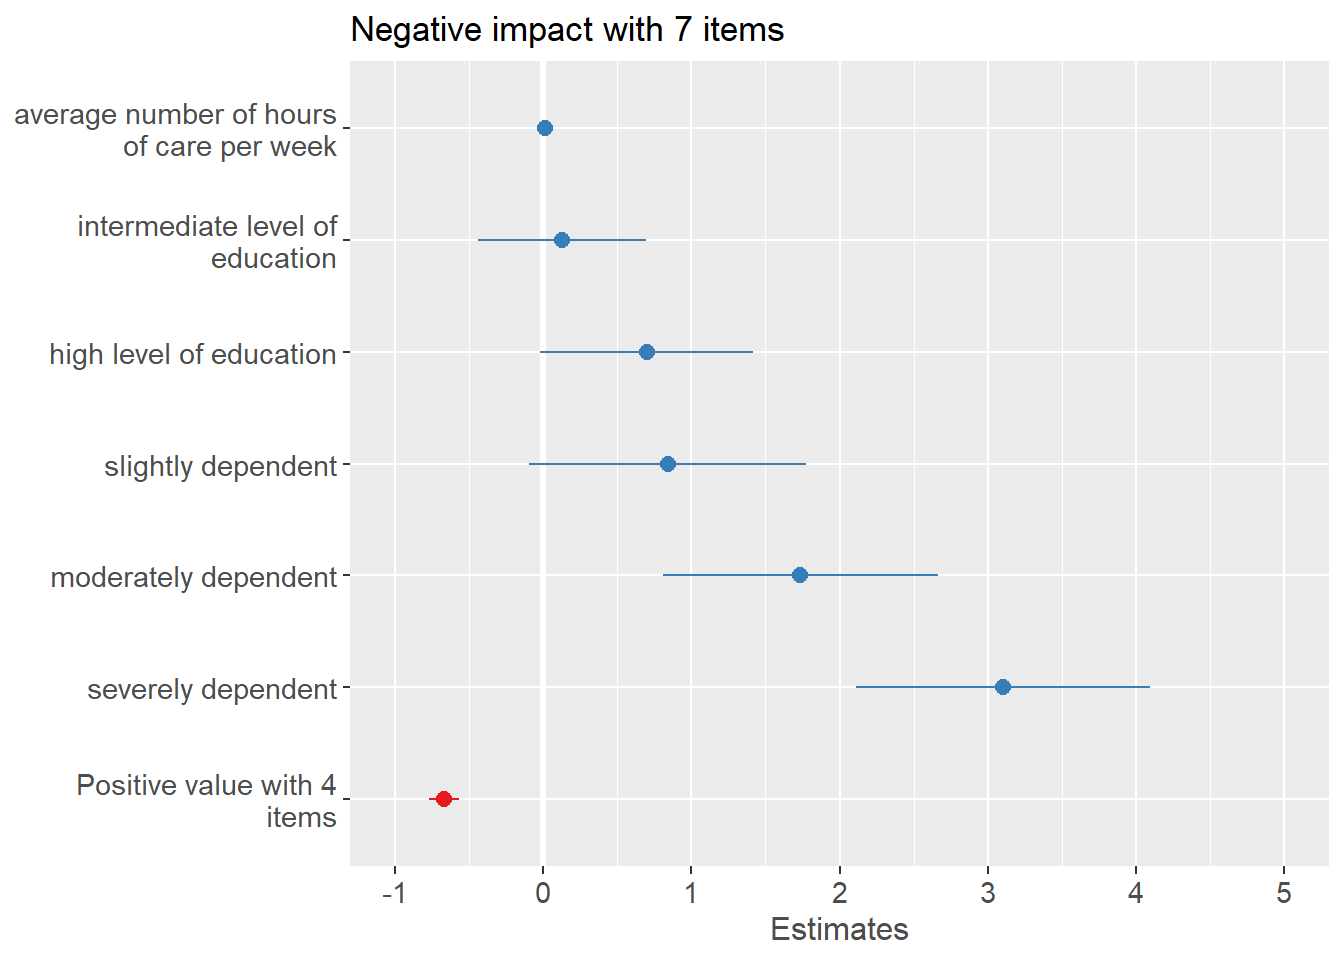 Negative impact with 7 items
average number of hours
of care per week
intermediate level of
education
high level of education
slightly dependent
moderately dependent
severely dependent
Positive value with 4
items
-1 0 1 2 3 4 5
Estimates